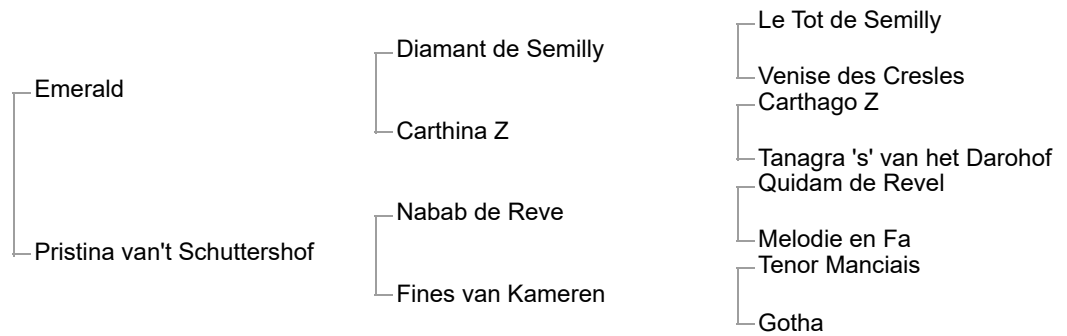 Le Tot de Semilly
Diamant de Semilly
Venise des Cresles
Emerald
Carthago Z
Carthina Z
Tanagra 's' van het Darohof
Quidam de Revel
Nabab de Reve
Melodie en Fa
Pristina van't Schuttershof
Tenor Manciais
Fines van Kameren
Gotha